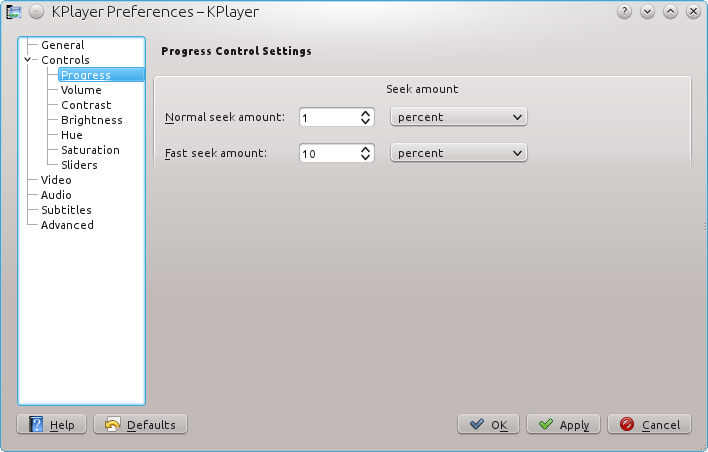 KPlayer Preferences – KPlayer
General
Controls
Progress
Volume
Contrast
Brightness
Hue
Saturation
Sliders
Video
Audio
Subtitles
Advanced
Progress Control Settings
Seek amount
Normal seek amount: 1 percent
Fast seek amount: 10 percent
Help Defaults OK Apply Cancel